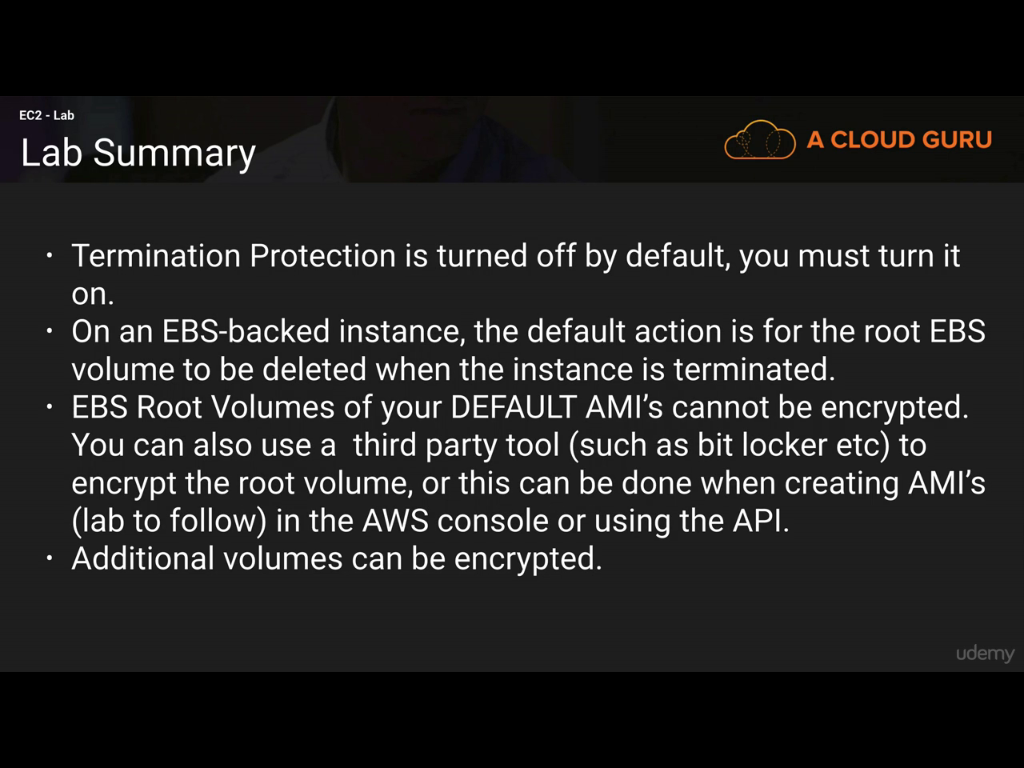 EC2 - Lab
Lab Summary
A CLOUD GURU
• Termination Protection is turned off by default, you must turn it
on.
• On an EBS-backed instance, the default action is for the root EBS
volume to be deleted when the instance is terminated.
• EBS Root Volumes of your DEFAULT AMI's cannot be encrypted.
You can also use a  third party tool (such as bit locker etc) to
encrypt the root volume, or this can be done when creating AMI's
(lab to follow) in the AWS console or using the API.
• Additional volumes can be encrypted.
udemy